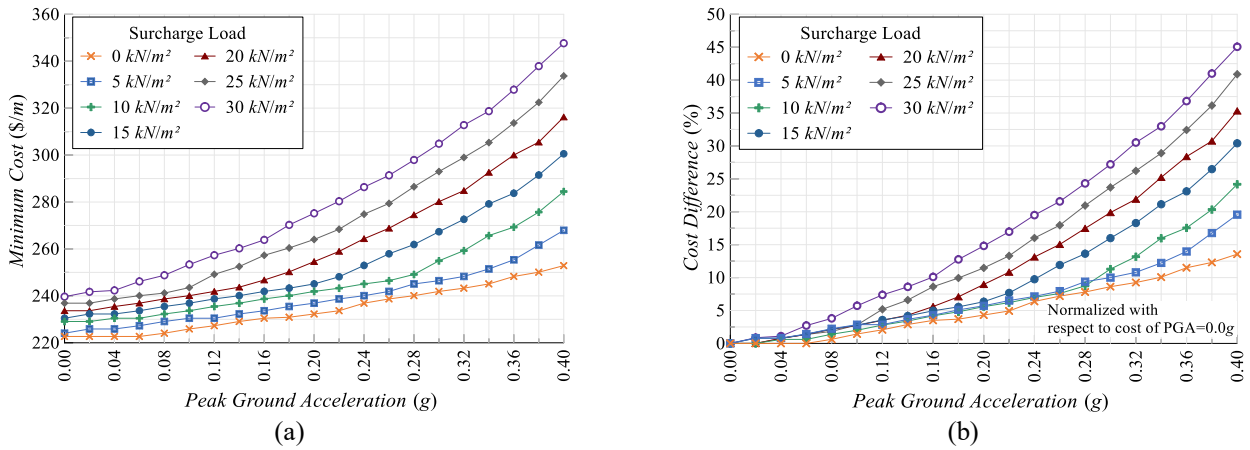 360
340
320
300
280
260
240
220
Minimum Cost ($/m)
Surcharge Load
0 kN/m²
5 kN/m²
10 kN/m²
15 kN/m²
20 kN/m²
25 kN/m²
30 kN/m²
0.00
0.04
0.08
0.12
0.16
0.20
0.24
0.28
0.32
0.36
0.40
Peak Ground Acceleration (g)
(a)
50
45
40
35
30
25
20
15
10
5
0
Cost Difference (%)
Surcharge Load
0 kN/m²
5 kN/m²
10 kN/m²
15 kN/m²
20 kN/m²
25 kN/m²
30 kN/m²
Normalized with
respect to cost of PGA=0.0g
0.00
0.04
0.08
0.12
0.16
0.20
0.24
0.28
0.32
0.36
0.40
Peak Ground Acceleration (g)
(b)